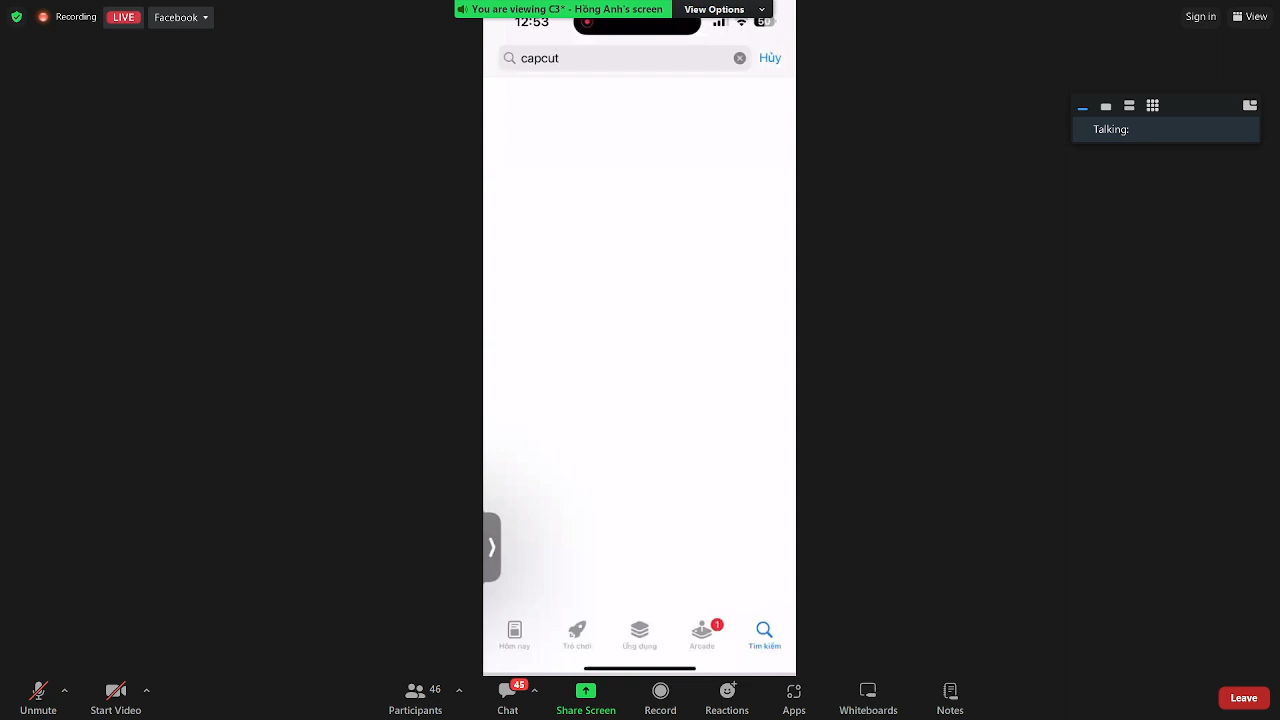 Recording
LIVE
Facebook
You are viewing C3* - Hồng Anh's screen
View Options
Sign in
View
12:53
50
capcut
Hủy
Talking:
Hôm nay
Trò chơi
Ứng dụng
1
Arcade
Tìm kiếm
Unmute
Start Video
46
Participants
45
Chat
Share Screen
Record
Reactions
Apps
Whiteboards
Notes
Leave